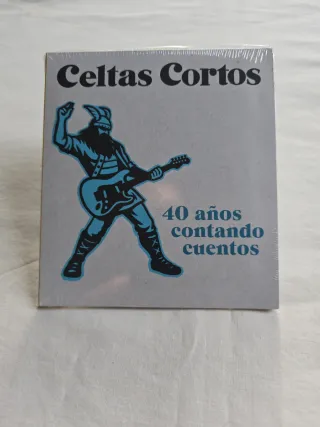 Celtas Cortos
40 años
contando
cuentos